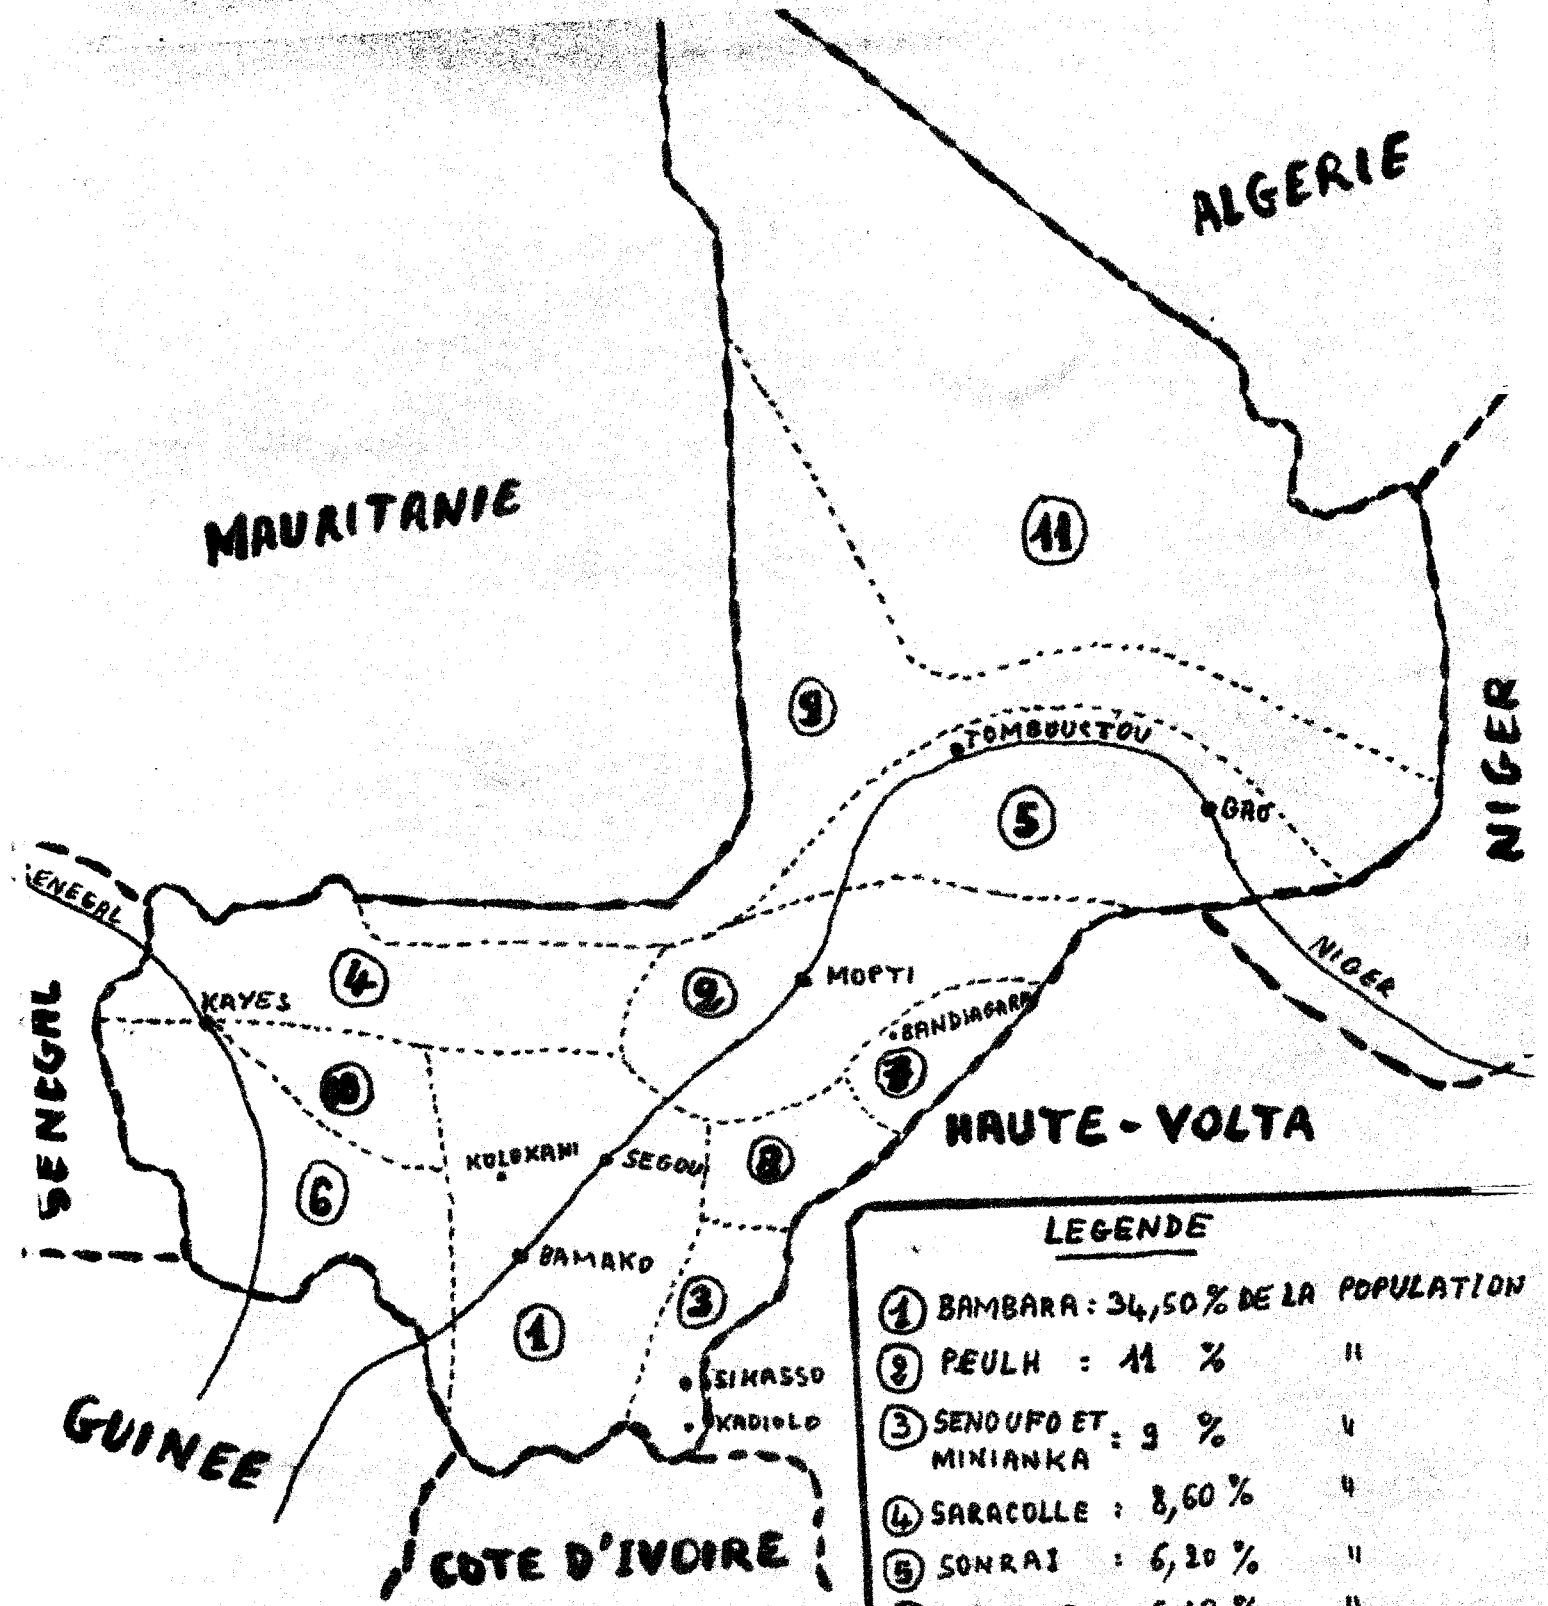 ALGERIE
MAURITANIE
11
9
NIGER
TOMBOUCTOU
5
GAO
ENEGAL
4
2
MOPTI
NIGER
SENEGAL
KAYES
BANDIAGARA
10
7
HAUTE-VOLTA
KOLOKANI
SEGOU
8
6
BAMAKO
3
1
SIKASSO
KADIOLO
GUINEE
COTE D'IVOIRE
LEGENDE
1 BAMBARA : 34,50 % DE LA POPULATION
2 PEULH : 11 % "
3 SENOUFO ET
MINIANKA : 9 % "
4 SARACOLLE : 8,60 % "
5 SONRAI : 6,20 % "